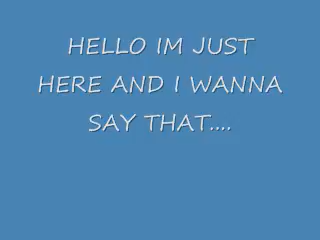 HELLO IM JUST
HERE AND I WANNA
SAY THAT....